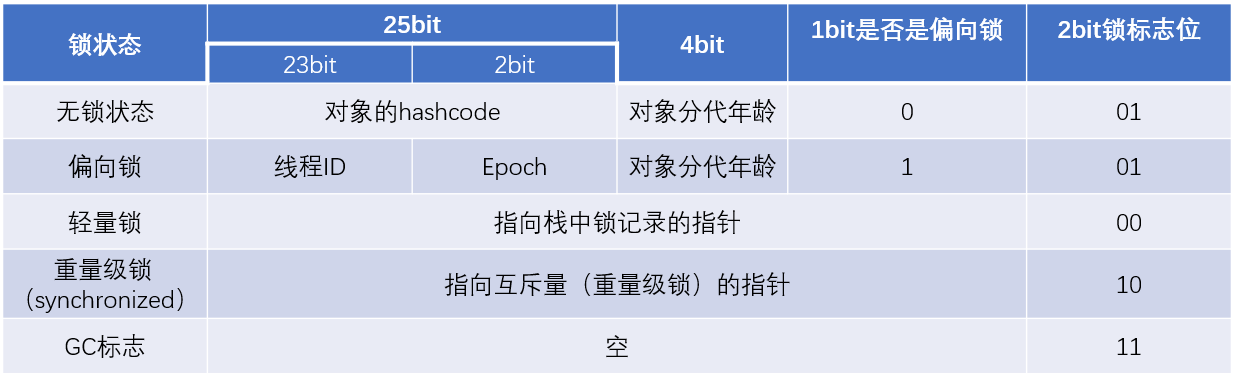 锁状态
25bit
4bit
1bit是否是偏向锁
2bit锁标志位
23bit
2bit
无锁状态
对象的hashcode
对象分代年龄
0
01
偏向锁
线程ID
Epoch
对象分代年龄
1
01
轻量锁
指向栈中锁记录的指针
00
重量级锁
（synchronized）
指向互斥量（重量级锁）的指针
10
GC标志
空
11